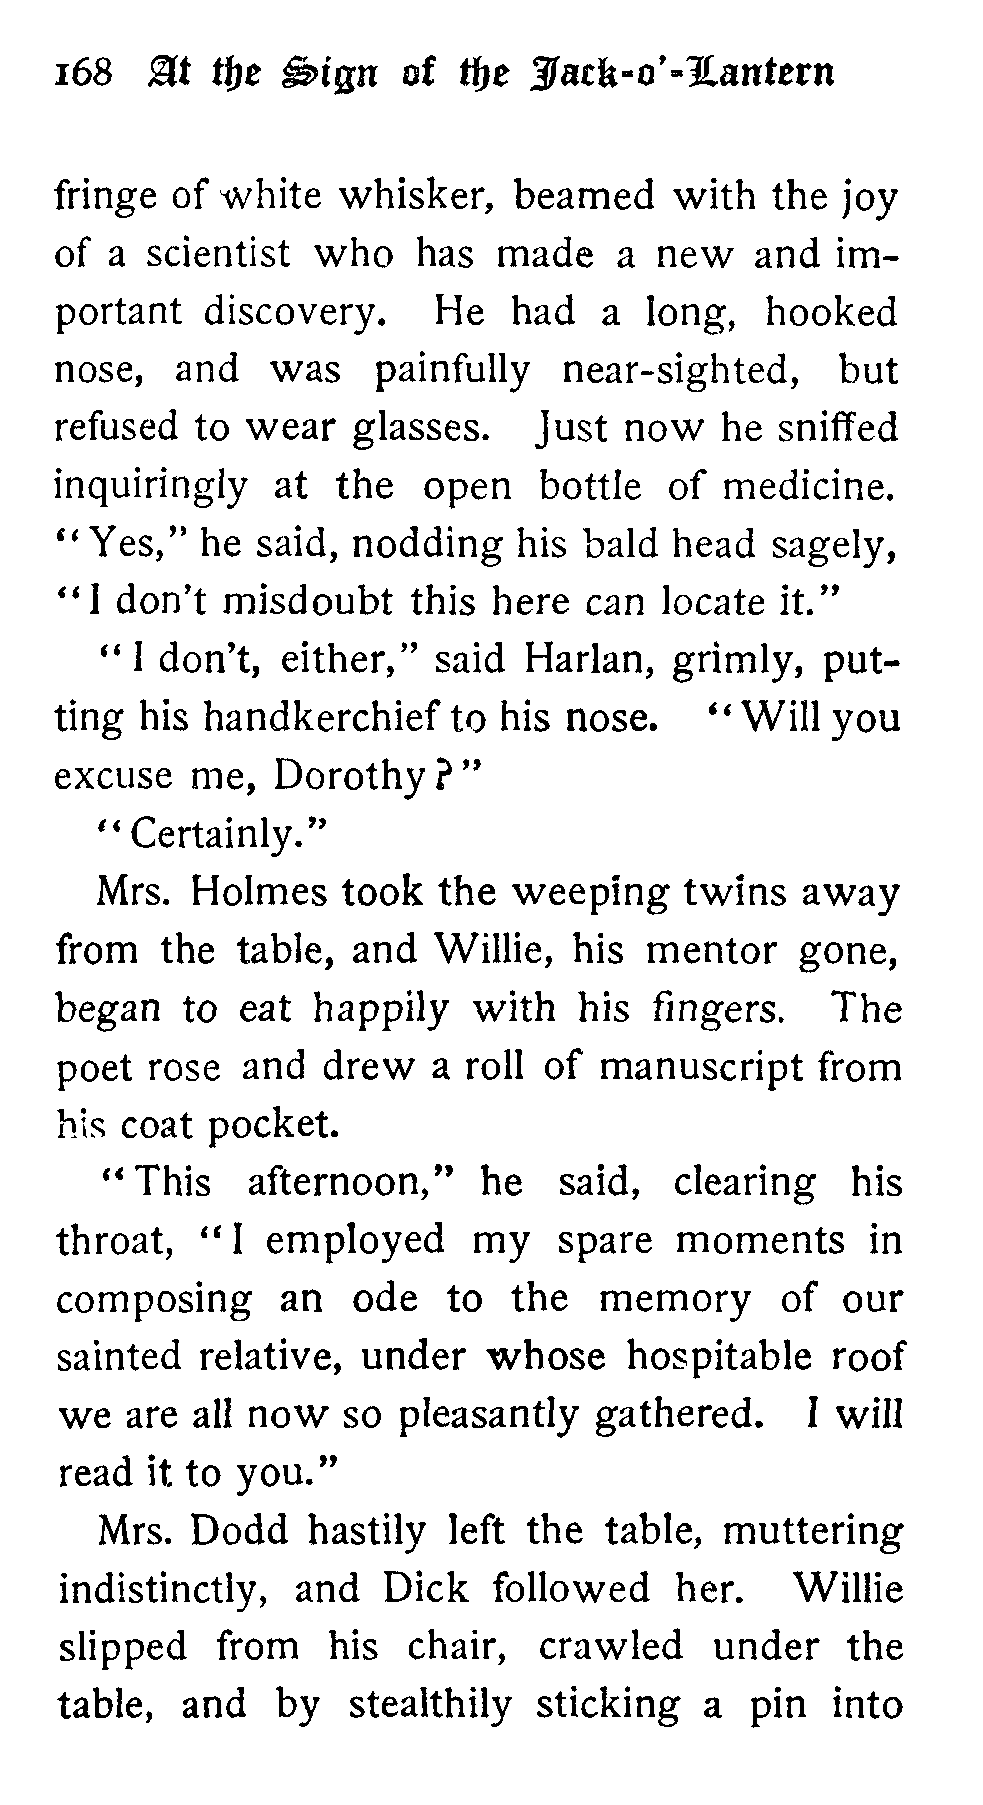 168 At the Sign of the Jack-o'-Lantern
fringe of white whisker, beamed with the joy
of a scientist who has made a new and im-
portant discovery. He had a long, hooked
nose, and was painfully near-sighted, but
refused to wear glasses. Just now he sniffed
inquiringly at the open bottle of medicine.
“Yes,” he said, nodding his bald head sagely,
“I don't misdoubt this here can locate it.”
“I don't, either,” said Harlan, grimly, put-
ting his handkerchief to his nose. “Will you
excuse me, Dorothy?”
“Certainly.”
Mrs. Holmes took the weeping twins away
from the table, and Willie, his mentor gone,
began to eat happily with his fingers. The
poet rose and drew a roll of manuscript from
his coat pocket.
“This afternoon,” he said, clearing his
throat, “I employed my spare moments in
composing an ode to the memory of our
sainted relative, under whose hospitable roof
we are all now so pleasantly gathered. I will
read it to you.”
Mrs. Dodd hastily left the table, muttering
indistinctly, and Dick followed her. Willie
slipped from his chair, crawled under the
table, and by stealthily sticking a pin into